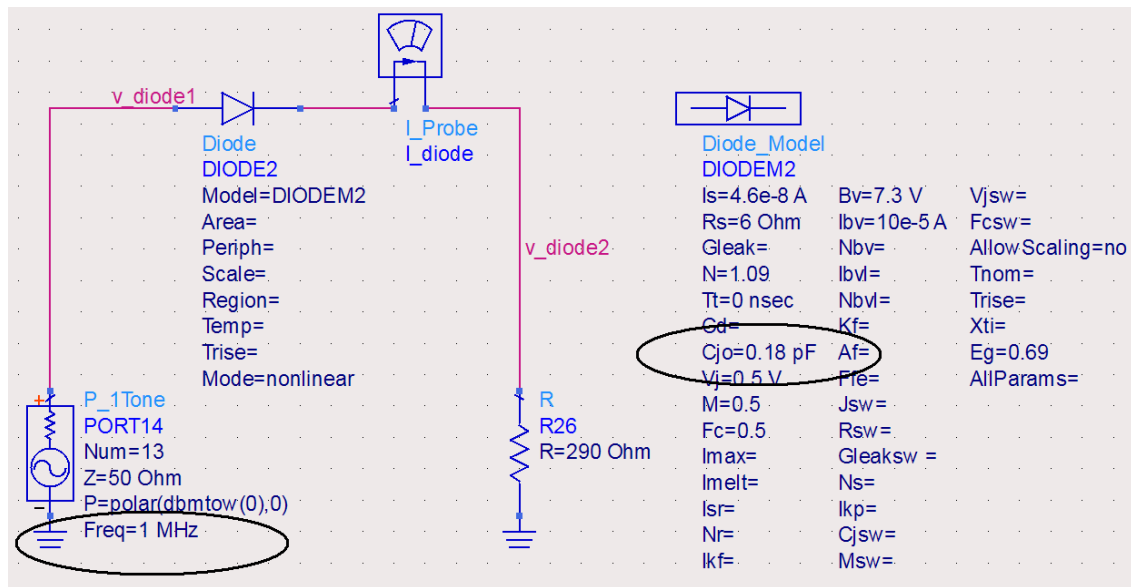 v_diode1
Diode
DIODE2
Model=DIODEM2
Area=
Periph=
Scale=
Region=
Temp=
Trise=
Mode=nonlinear
I_Probe
I_diode
v_diode2
P_1Tone
PORT14
Num=13
Z=50 Ohm
P=polar(dbmtow(0),0)
Freq=1 MHz
+
-
R
R26
R=290 Ohm
Diode_Model
DIODEM2
Is=4.6e-8 A
Rs=6 Ohm
Gleak=
N=1.09
Tt=0 nsec
Cd=
Cjo=0.18 pF
Vj=0.5 V
M=0.5
Fc=0.5
Imax=
Imelt=
Isr=
Nr=
Ikf=
Bv=7.3 V
Ibv=10e-5 A
Nbv=
Ibvl=
Nbvl=
Kf=
Af=
Ffe=
Jsw=
Rsw=
Gleaksw =
Ns=
Ikp=
Cjsw=
Msw=
Vjsw=
Fcsw=
AllowScaling=no
Tnom=
Trise=
Xti=
Eg=0.69
AllParams=